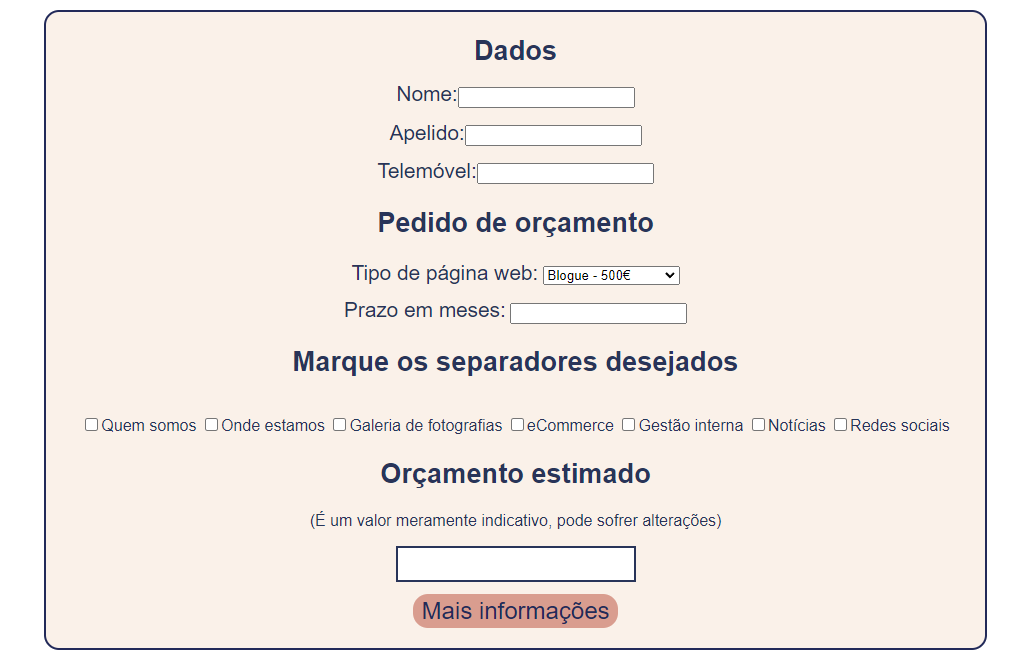 Dados
Nome:
Apelido:
Telemóvel:
Pedido de orçamento
Tipo de página web: Blogue - 500€
Prazo em meses:
Marque os separadores desejados
Quem somos Onde estamos Galeria de fotografias eCommerce Gestão interna Notícias Redes sociais
Orçamento estimado
(É um valor meramente indicativo, pode sofrer alterações)
Mais informações